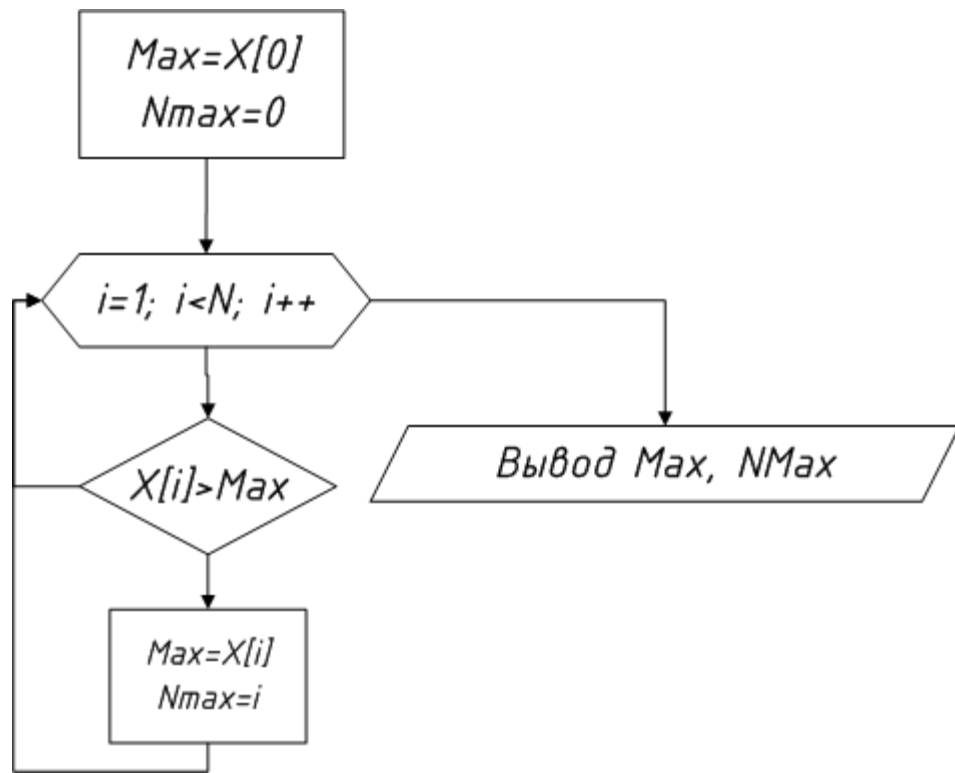 Max=X[0]
Nmax=0
i=1; i<N; i++
X[i]>Max
Вывод Max, NMax
Max=X[i]
Nmax=i